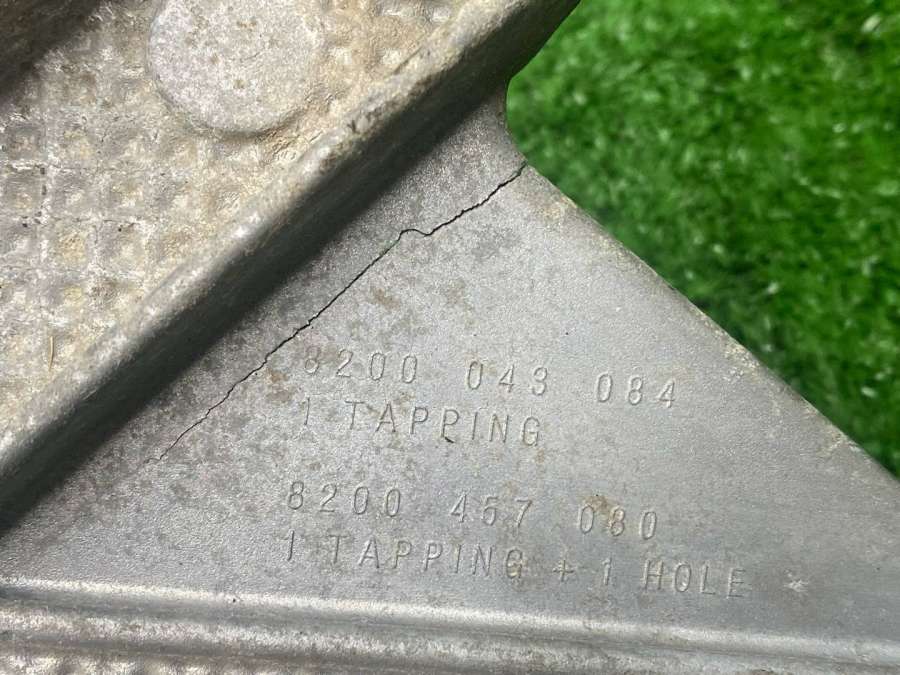 8200 043 084
1 TAPPING
8200 457 080
1 TAPPING + 1 HOLE